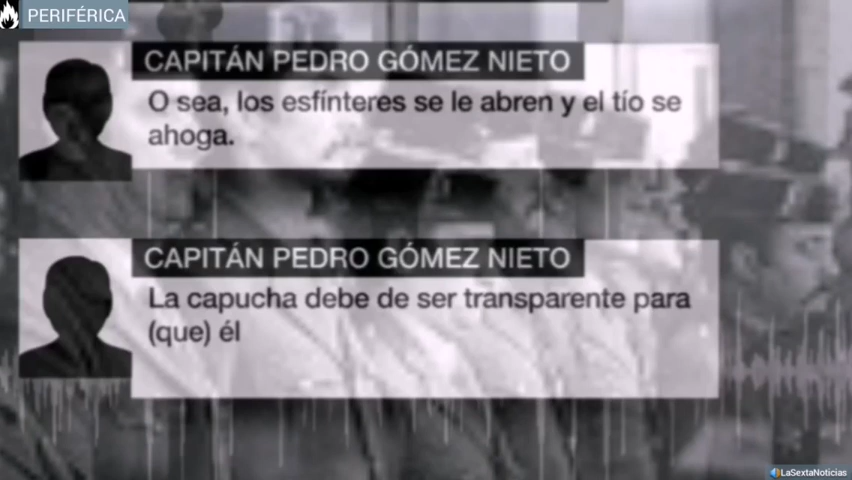 PERIFÉRICA
CAPITÁN PEDRO GÓMEZ NIETO
O sea, los esfínteres se le abren y el tío se
ahoga.
CAPITÁN PEDRO GÓMEZ NIETO
La capucha debe de ser transparente para
(que) él
LaSextaNoticias